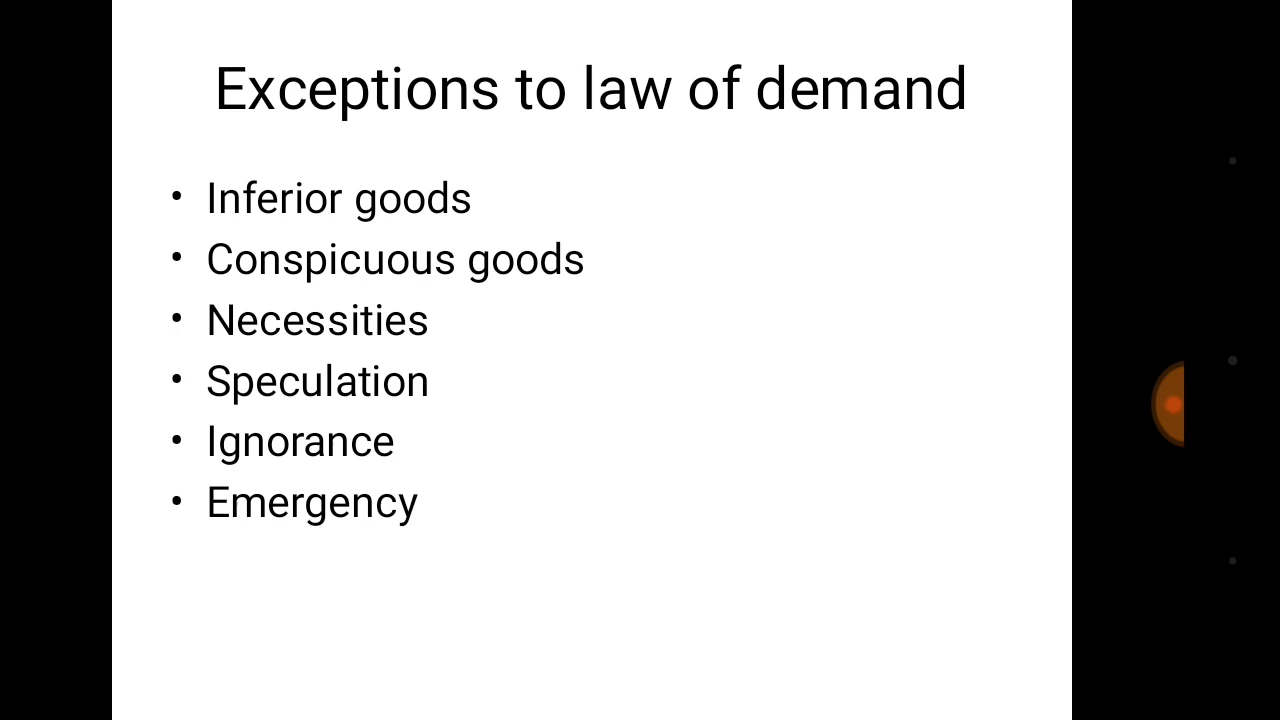 Exceptions to law of demand
• Inferior goods
• Conspicuous goods
• Necessities
• Speculation
• Ignorance
• Emergency